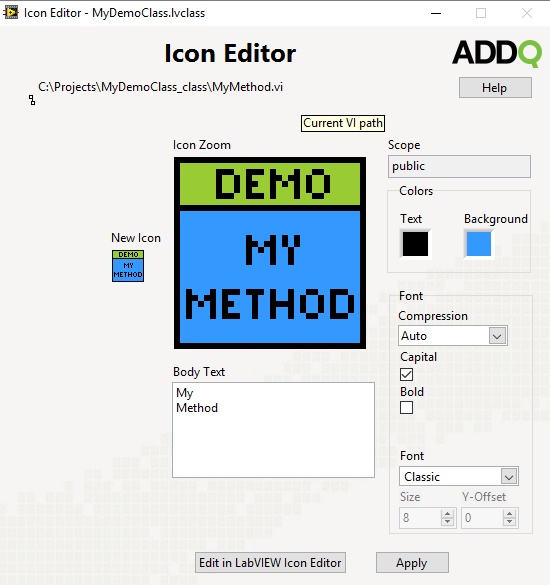 Icon Editor - MyDemoClass.lvclass
Icon Editor
ADDQ
C:\Projects\MyDemoClass_class\MyMethod.vi
Help
Current VI path
Icon Zoom
Scope
DEMO
public
Colors
Text Background
New Icon
MY
DEMO
MY
METHOD
METHOD
Font
Compression
Auto
Capital
Body Text
My
Method
Bold
Font
Classic
Size Y-Offset
8 0
Edit in LabVIEW Icon Editor Apply